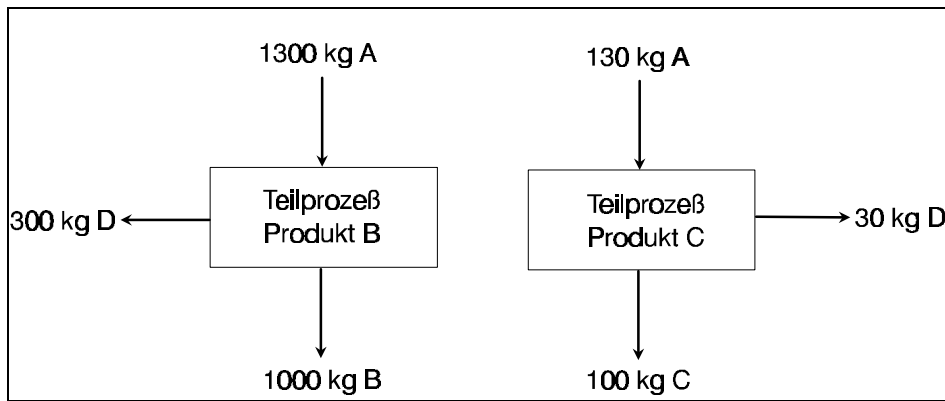 1300 kg A
130 kg A
Teilprozeß
Produkt B
Teilprozeß
Produkt C
300 kg D
30 kg D
1000 kg B
100 kg C